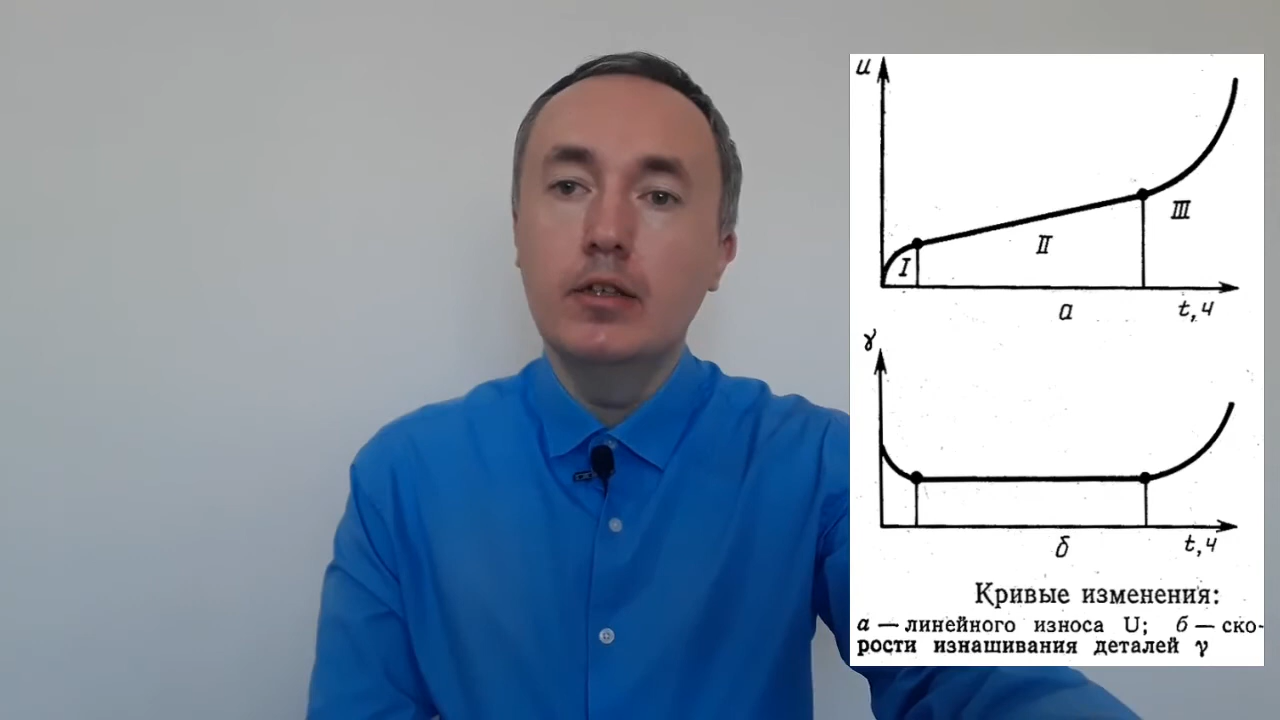 u
I
II
III
а
t, ч
γ
б
t, ч
Кривые изменения:
а — линейного износа U; б — ско-
рости изнашивания деталей γ